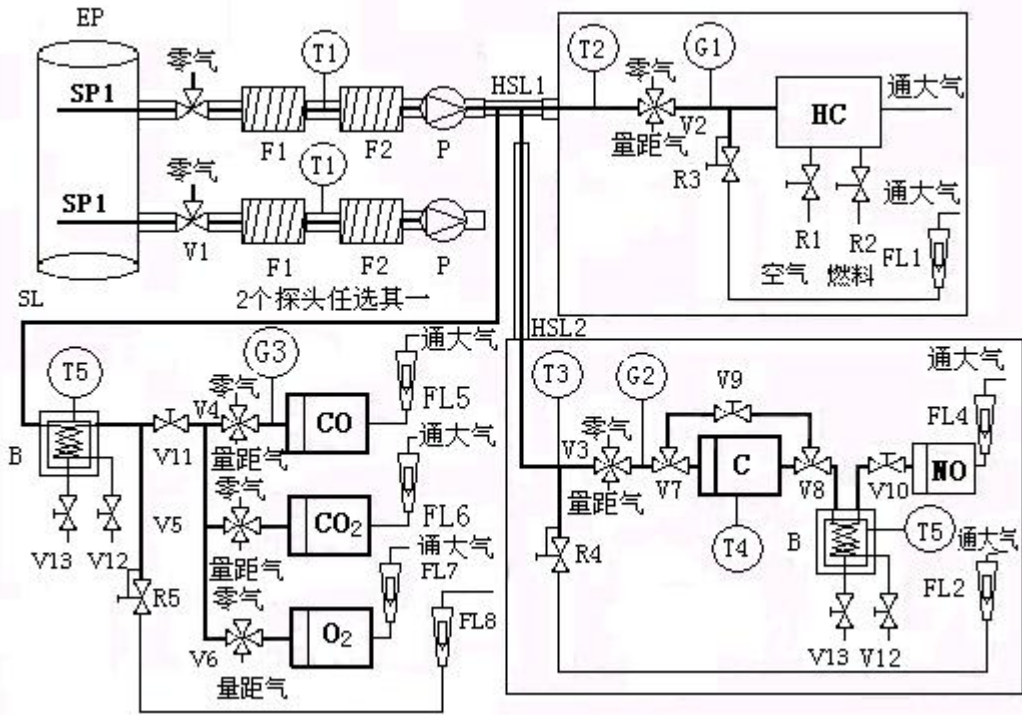 EP
零气
T1
SP1
HSL1
F1
F2
P
零气
T1
SP1
V1
F1
F2
P
SL
2个探头任选其一
T2
零气
G1
V2
量距气
HC
通大气
R3
R1
R2
空气
燃料
通大气
FL1
HSL2
T5
B
V13
V12
V11
R5
V4
零气
G3
CO
通大气
FL5
量距气
零气
V5
CO₂
通大气
FL6
量距气
零气
V6
O₂
通大气
FL7
量距气
FL8
T3
G2
V9
V3
零气
量距气
V7
C
V8
T4
R4
B
T5
V10
NO
通大气
FL4
通大气
FL2
V13
V12